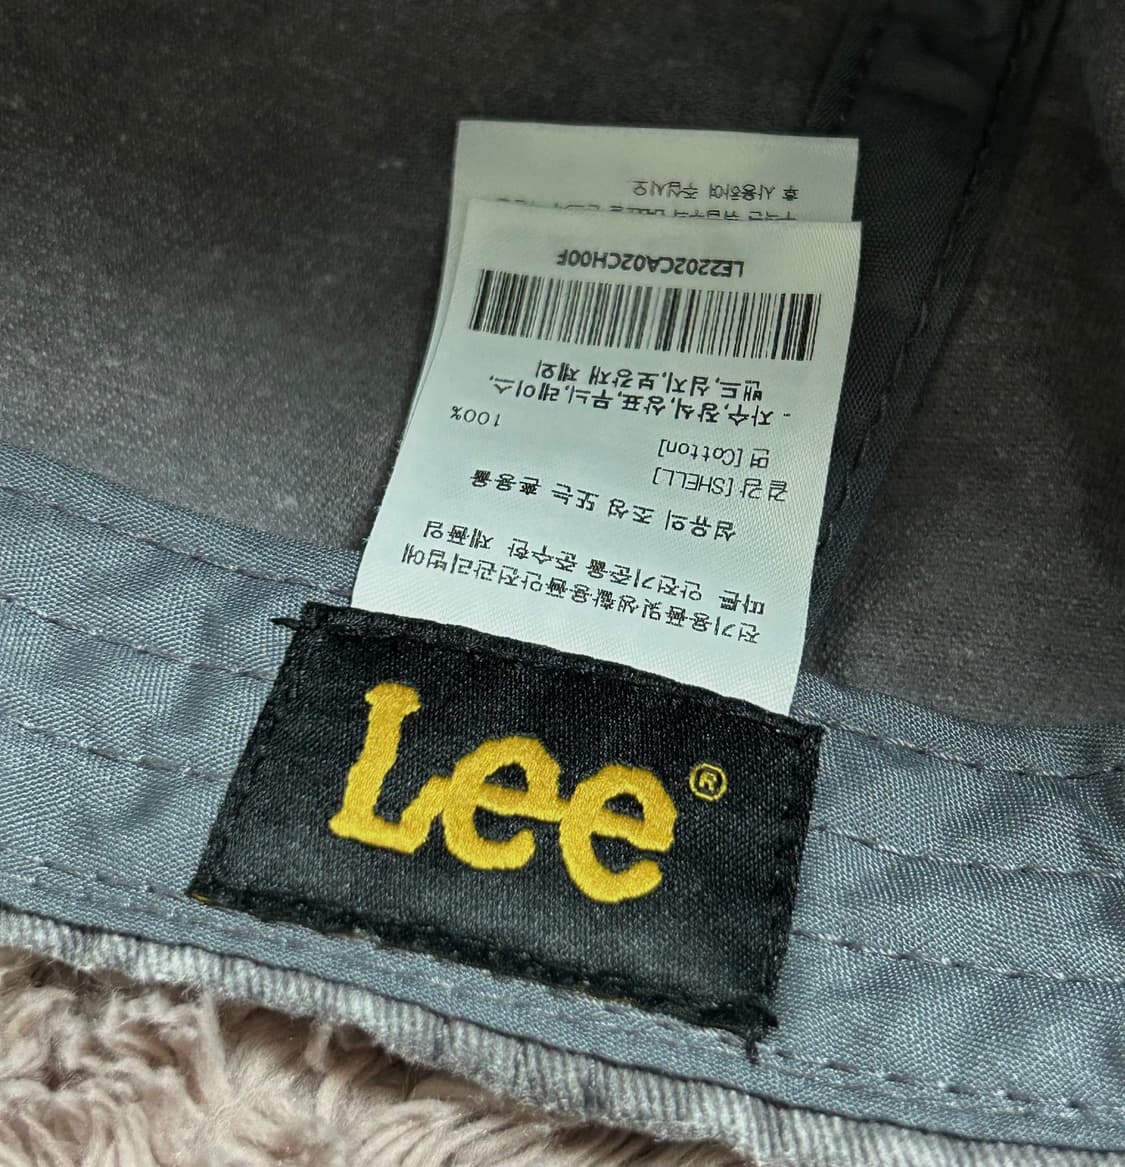 전기용품및생활용품안전관리법에
따른 안전기준을 준수한 제품임
섬유의 조성 또는 혼용율
겉감 [SHELL]
면 [Cotton] 100%
- 자수,장식,상표,무늬,레이스,
밴드,심지,보강재 제외
LE2202CA02CH00F
후 사용하여 주십시오
Lee®